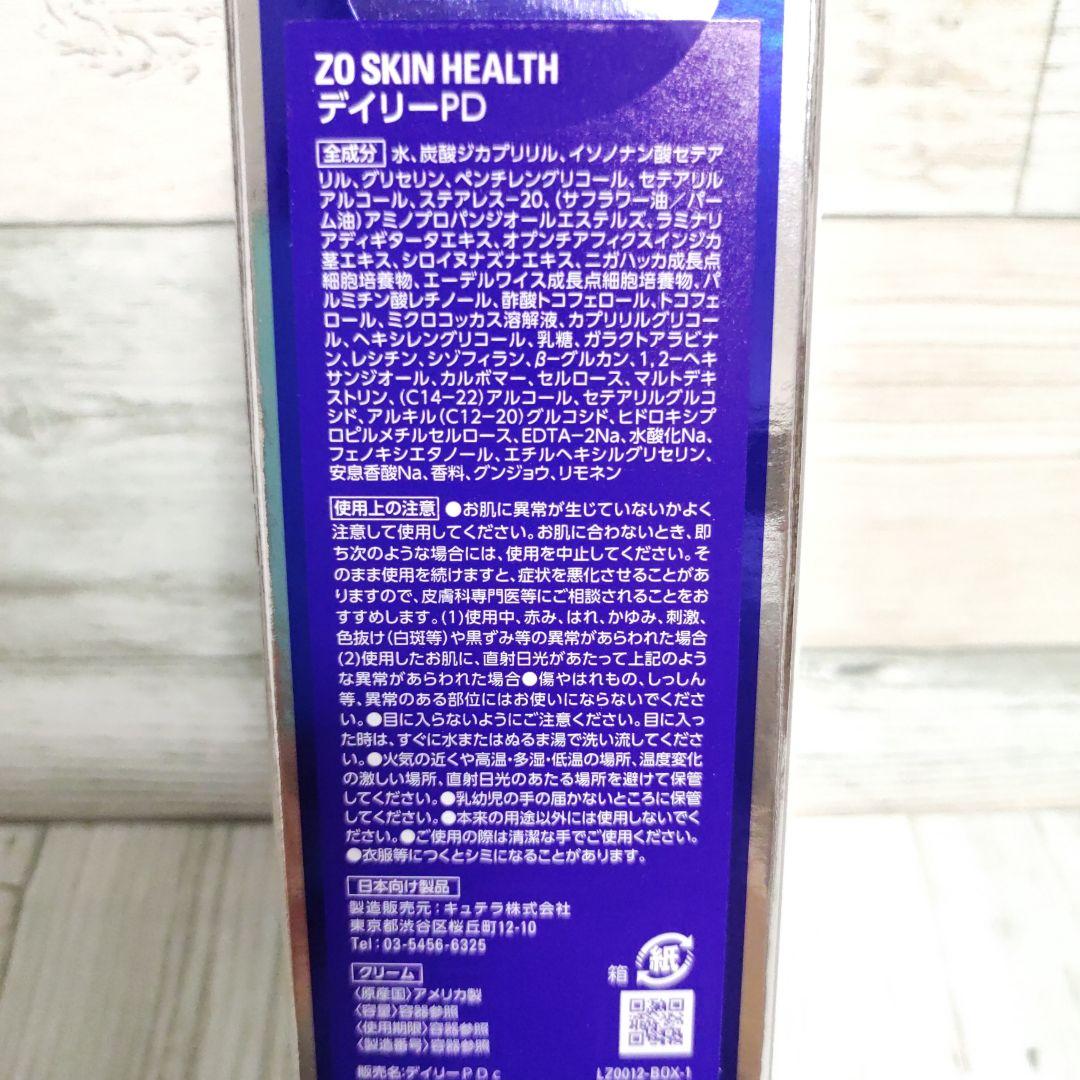 ZO SKIN HEALTH
デイリーPD
全成分 水、炭酸ジカプリリル、イソノナン酸セテア
リル、グリセリン、ペンチレングリコール、セテアリル
アルコール、ステアレス-20、(サフラワー油/パー
ム油)アミノプロパンジオールエステルズ、ラミナリ
アディギタータエキス、オプンチアフィクスインジカ
茎エキス、シロイヌナズナエキス、ニガハッカ成長点
細胞培養物、エーデルワイス成長点細胞培養物、パ
ルミチン酸レチノール、酢酸トコフェロール、トコフェ
ロール、ミクロコッカス溶解液、カプリリルグリコー
ル、ヘキシレングリコール、乳糖、ガラクトアラビナ
ン、レシチン、シゾフィラン、β-グルカン、1,2-ヘキ
サンジオール、カルボマー、セルロース、マルトデキ
ストリン、(C14-22)アルコール、セテアリルグルコ
シド、アルキル(C12-20)グルコシド、ヒドロキシプ
ロピルメチルセルロース、EDTA-2Na、水酸化Na、
フェノキシエタノール、エチルヘキシルグリセリン、
安息香酸Na、香料、グンジョウ、リモネン
使用上の注意 ●お肌に異常が生じていないかよく
注意して使用してください。お肌に合わないとき、即
ち次のような場合には、使用を中止してください。そ
のまま使用を続けますと、症状を悪化させることがあ
りますので、皮膚科専門医等にご相談されることをお
すすめします。(1)使用中、赤み、はれ、かゆみ、刺激、
色抜け(白斑等)や黒ずみ等の異常があらわれた場合
(2)使用したお肌に、直射日光があたって上記のよう
な異常があらわれた場合●傷やはれもの、しっしん
等、異常のある部位にはお使いにならないでくださ
い。●目に入らないようにご注意ください。目に入っ
た時は、すぐに水またはぬるま湯で洗い流してくださ
い。●火気の近くや高温・多湿・低温の場所、温度変化
の激しい場所、直射日光のあたる場所を避けて保管
してください。●乳幼児の手の届かないところに保管
してください。●本来の用途以外には使用しないでく
ださい。●ご使用の際は清潔な手でご使用ください。
●衣服等につくとシミになることがあります。
日本向け製品
製造販売元:キュテラ株式会社
東京都渋谷区桜丘町12-10
Tel:03-5456-6325
箱 紙
クリーム
〈原産国〉アメリカ製
〈容量〉容器参照
〈使用期限〉容器参照
〈製造番号〉容器参照
販売名:デイリーPDc
LZ0012-BOX-1